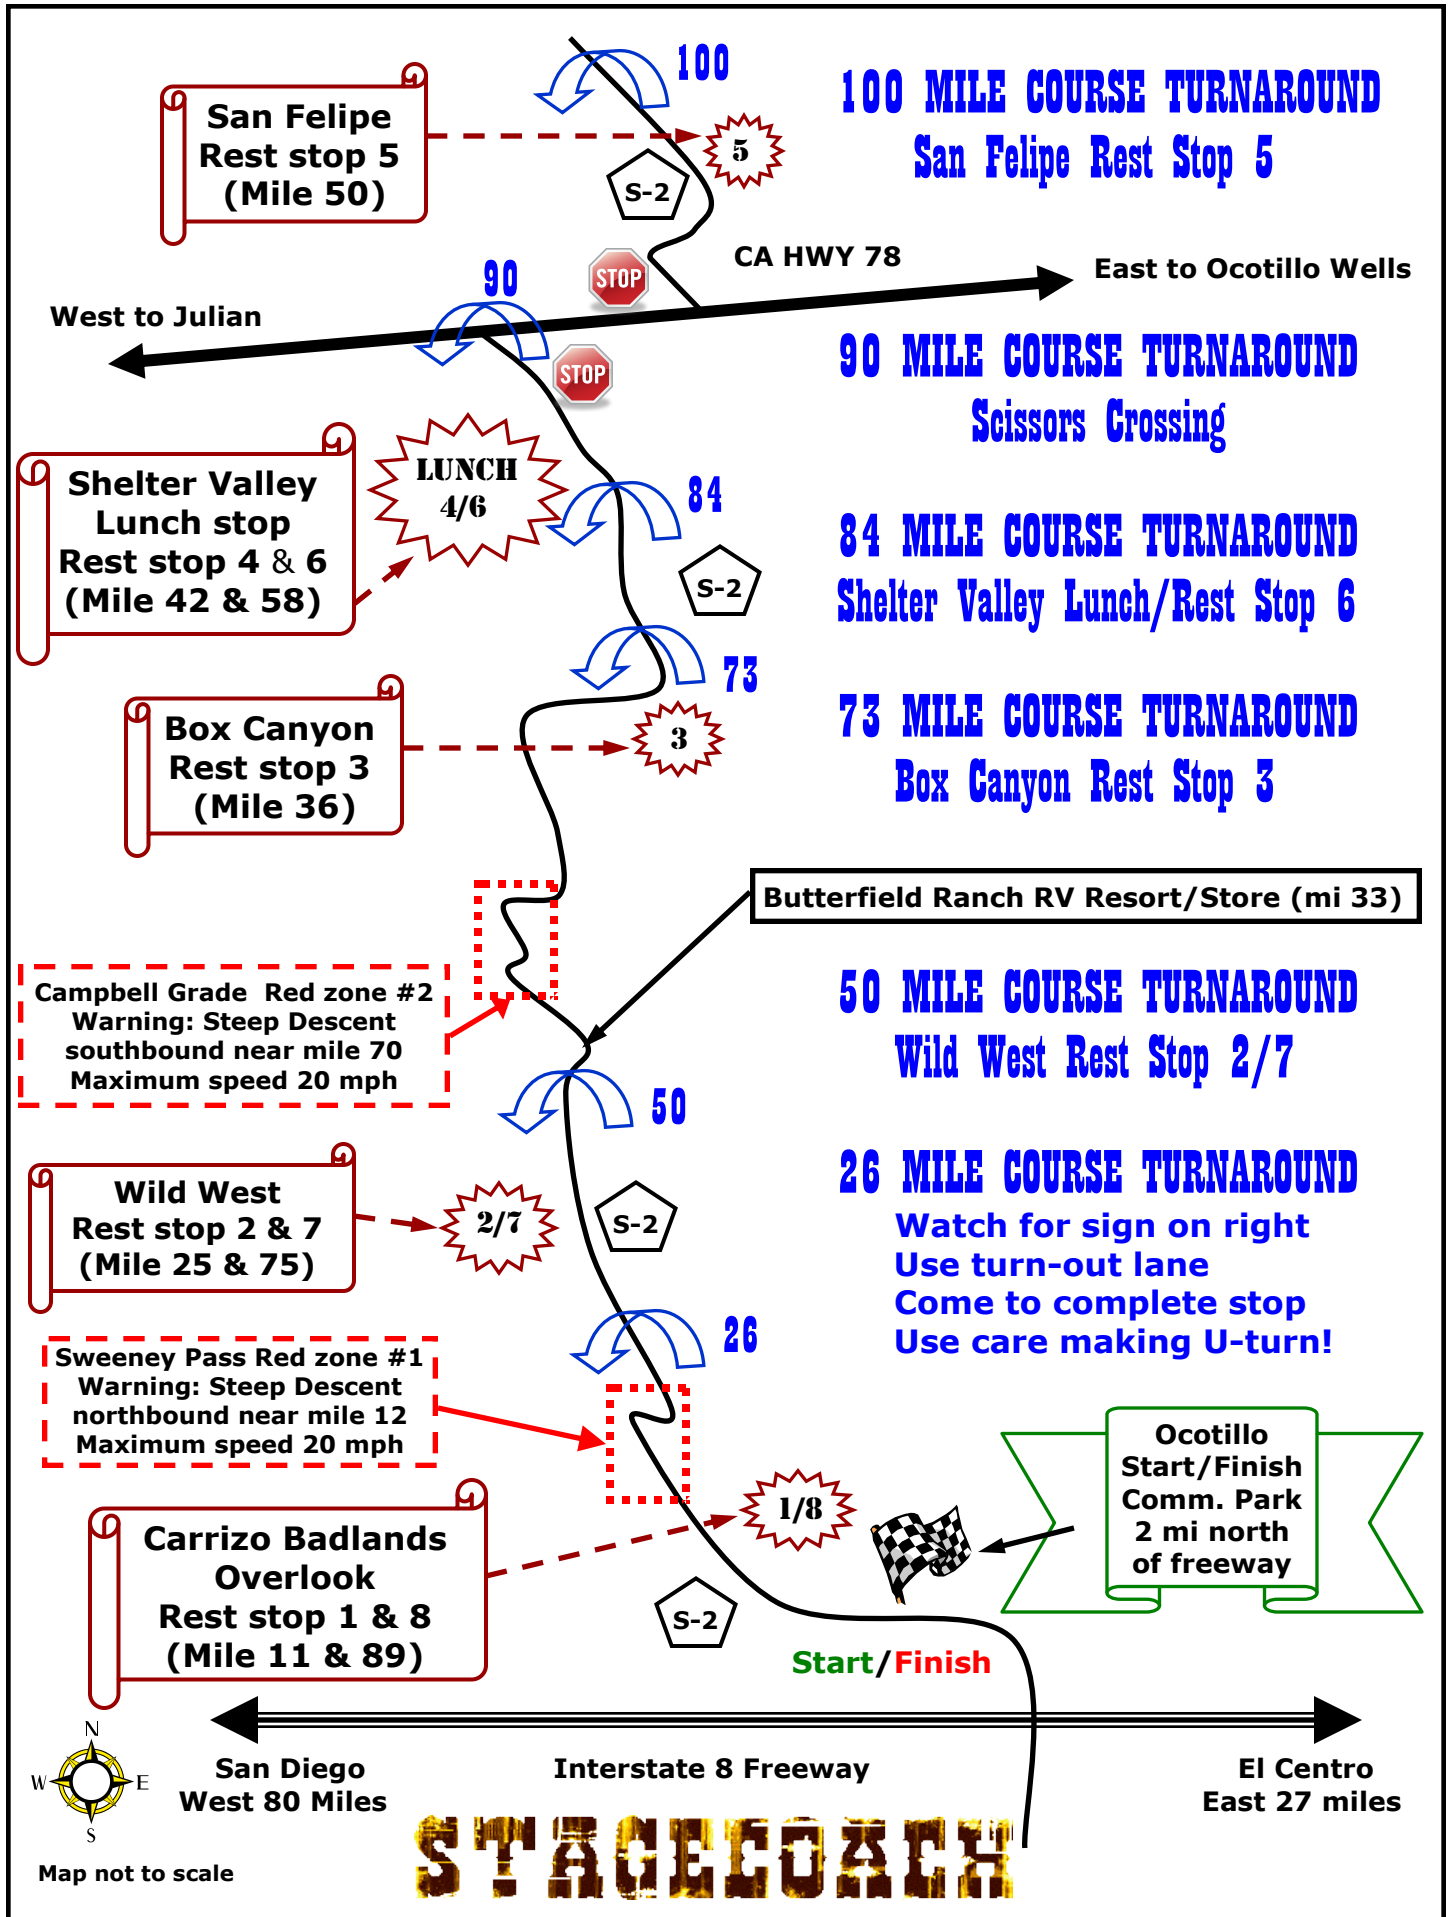 100
100 MILE COURSE TURNAROUND
San Felipe Rest Stop 5
San Felipe
Rest stop 5
(Mile 50)
5
S-2
STOP
CA HWY 78
East to Ocotillo Wells
90
West to Julian
STOP
90 MILE COURSE TURNAROUND
Scissors Crossing
LUNCH
4/6
Shelter Valley
Lunch stop
Rest stop 4 & 6
(Mile 42 & 58)
84
S-2
84 MILE COURSE TURNAROUND
Shelter Valley Lunch/Rest Stop 6
73
73 MILE COURSE TURNAROUND
Box Canyon Rest Stop 3
Box Canyon
Rest stop 3
(Mile 36)
3
Butterfield Ranch RV Resort/Store (mi 33)
Campbell Grade Red zone #2
Warning: Steep Descent
southbound near mile 70
Maximum speed 20 mph
50 MILE COURSE TURNAROUND
Wild West Rest Stop 2/7
50
Wild West
Rest stop 2 & 7
(Mile 25 & 75)
2/7
S-2
26 MILE COURSE TURNAROUND
Watch for sign on right
Use turn-out lane
Come to complete stop
Use care making U-turn!
26
Sweeney Pass Red zone #1
Warning: Steep Descent
northbound near mile 12
Maximum speed 20 mph
Ocotillo
Start/Finish
Comm. Park
2 mi north
of freeway
1/8
Carrizo Badlands
Overlook
Rest stop 1 & 8
(Mile 11 & 89)
S-2
Start/Finish
N
W E
S
San Diego
West 80 Miles
Interstate 8 Freeway
El Centro
East 27 miles
Map not to scale
STAGECOACH